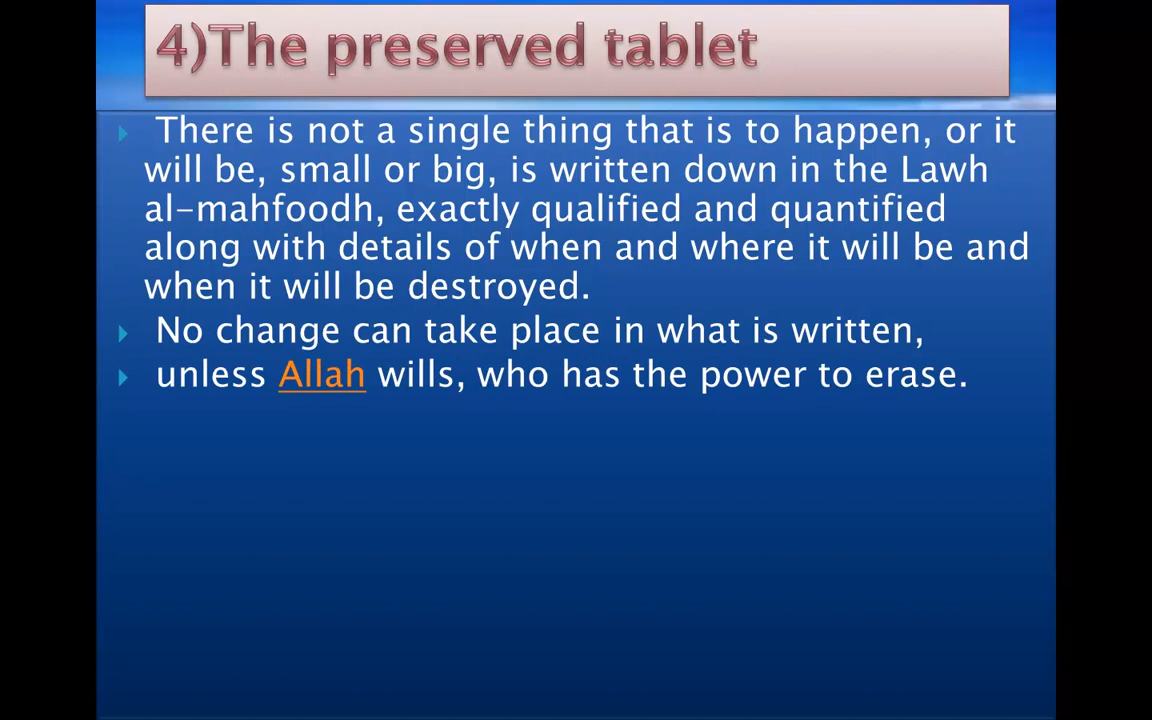 4)The preserved tablet
There is not a single thing that is to happen, or it
will be, small or big, is written down in the Lawh
al-mahfoodh, exactly qualified and quantified
along with details of when and where it will be and
when it will be destroyed.
No change can take place in what is written,
unless Allah wills, who has the power to erase.